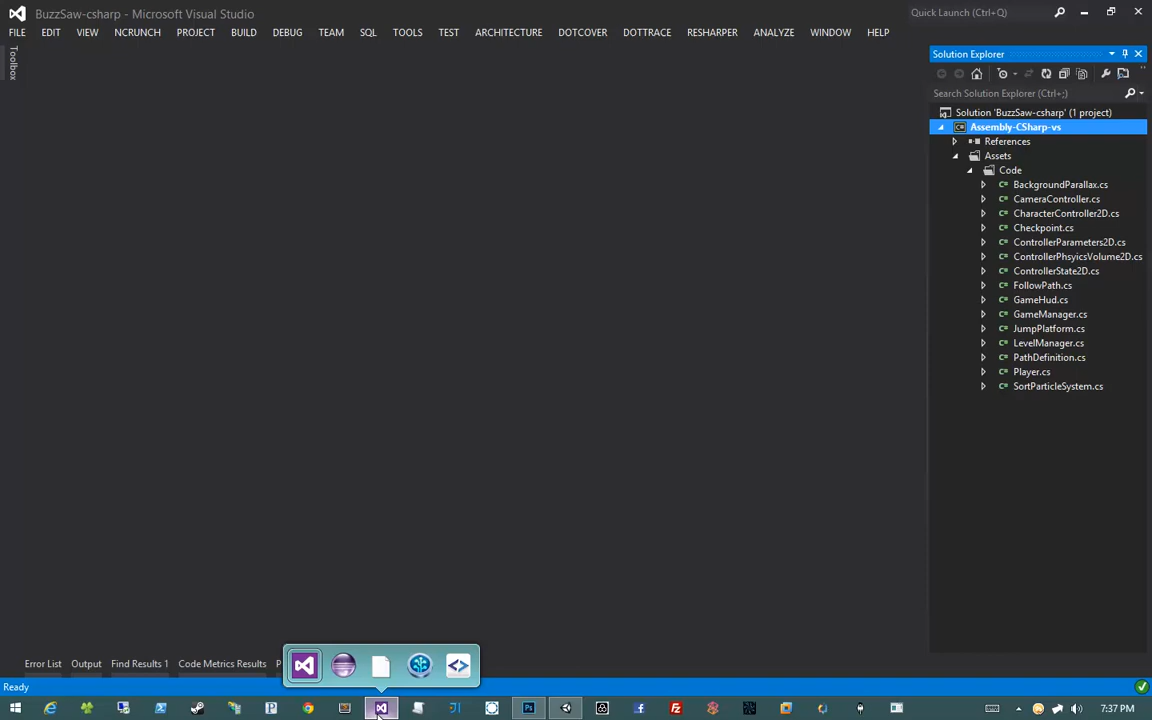 BuzzSaw-csharp - Microsoft Visual Studio
Quick Launch (Ctrl+Q)
FILE EDIT VIEW NCRUNCH PROJECT BUILD DEBUG TEAM SQL TOOLS TEST ARCHITECTURE DOTCOVER DOTTRACE RESHARPER ANALYZE WINDOW HELP
Toolbox
Solution Explorer
Search Solution Explorer (Ctrl+;)
Solution 'BuzzSaw-csharp' (1 project)
Assembly-CSharp-vs
References
Assets
Code
BackgroundParallax.cs
CameraController.cs
CharacterController2D.cs
Checkpoint.cs
ControllerParameters2D.cs
ControllerPhsyicsVolume2D.cs
ControllerState2D.cs
FollowPath.cs
GameHud.cs
GameManager.cs
JumpPlatform.cs
LevelManager.cs
PathDefinition.cs
Player.cs
SortParticleSystem.cs
Error List Output Find Results 1 Code Metrics Results
Ready
7:37 PM